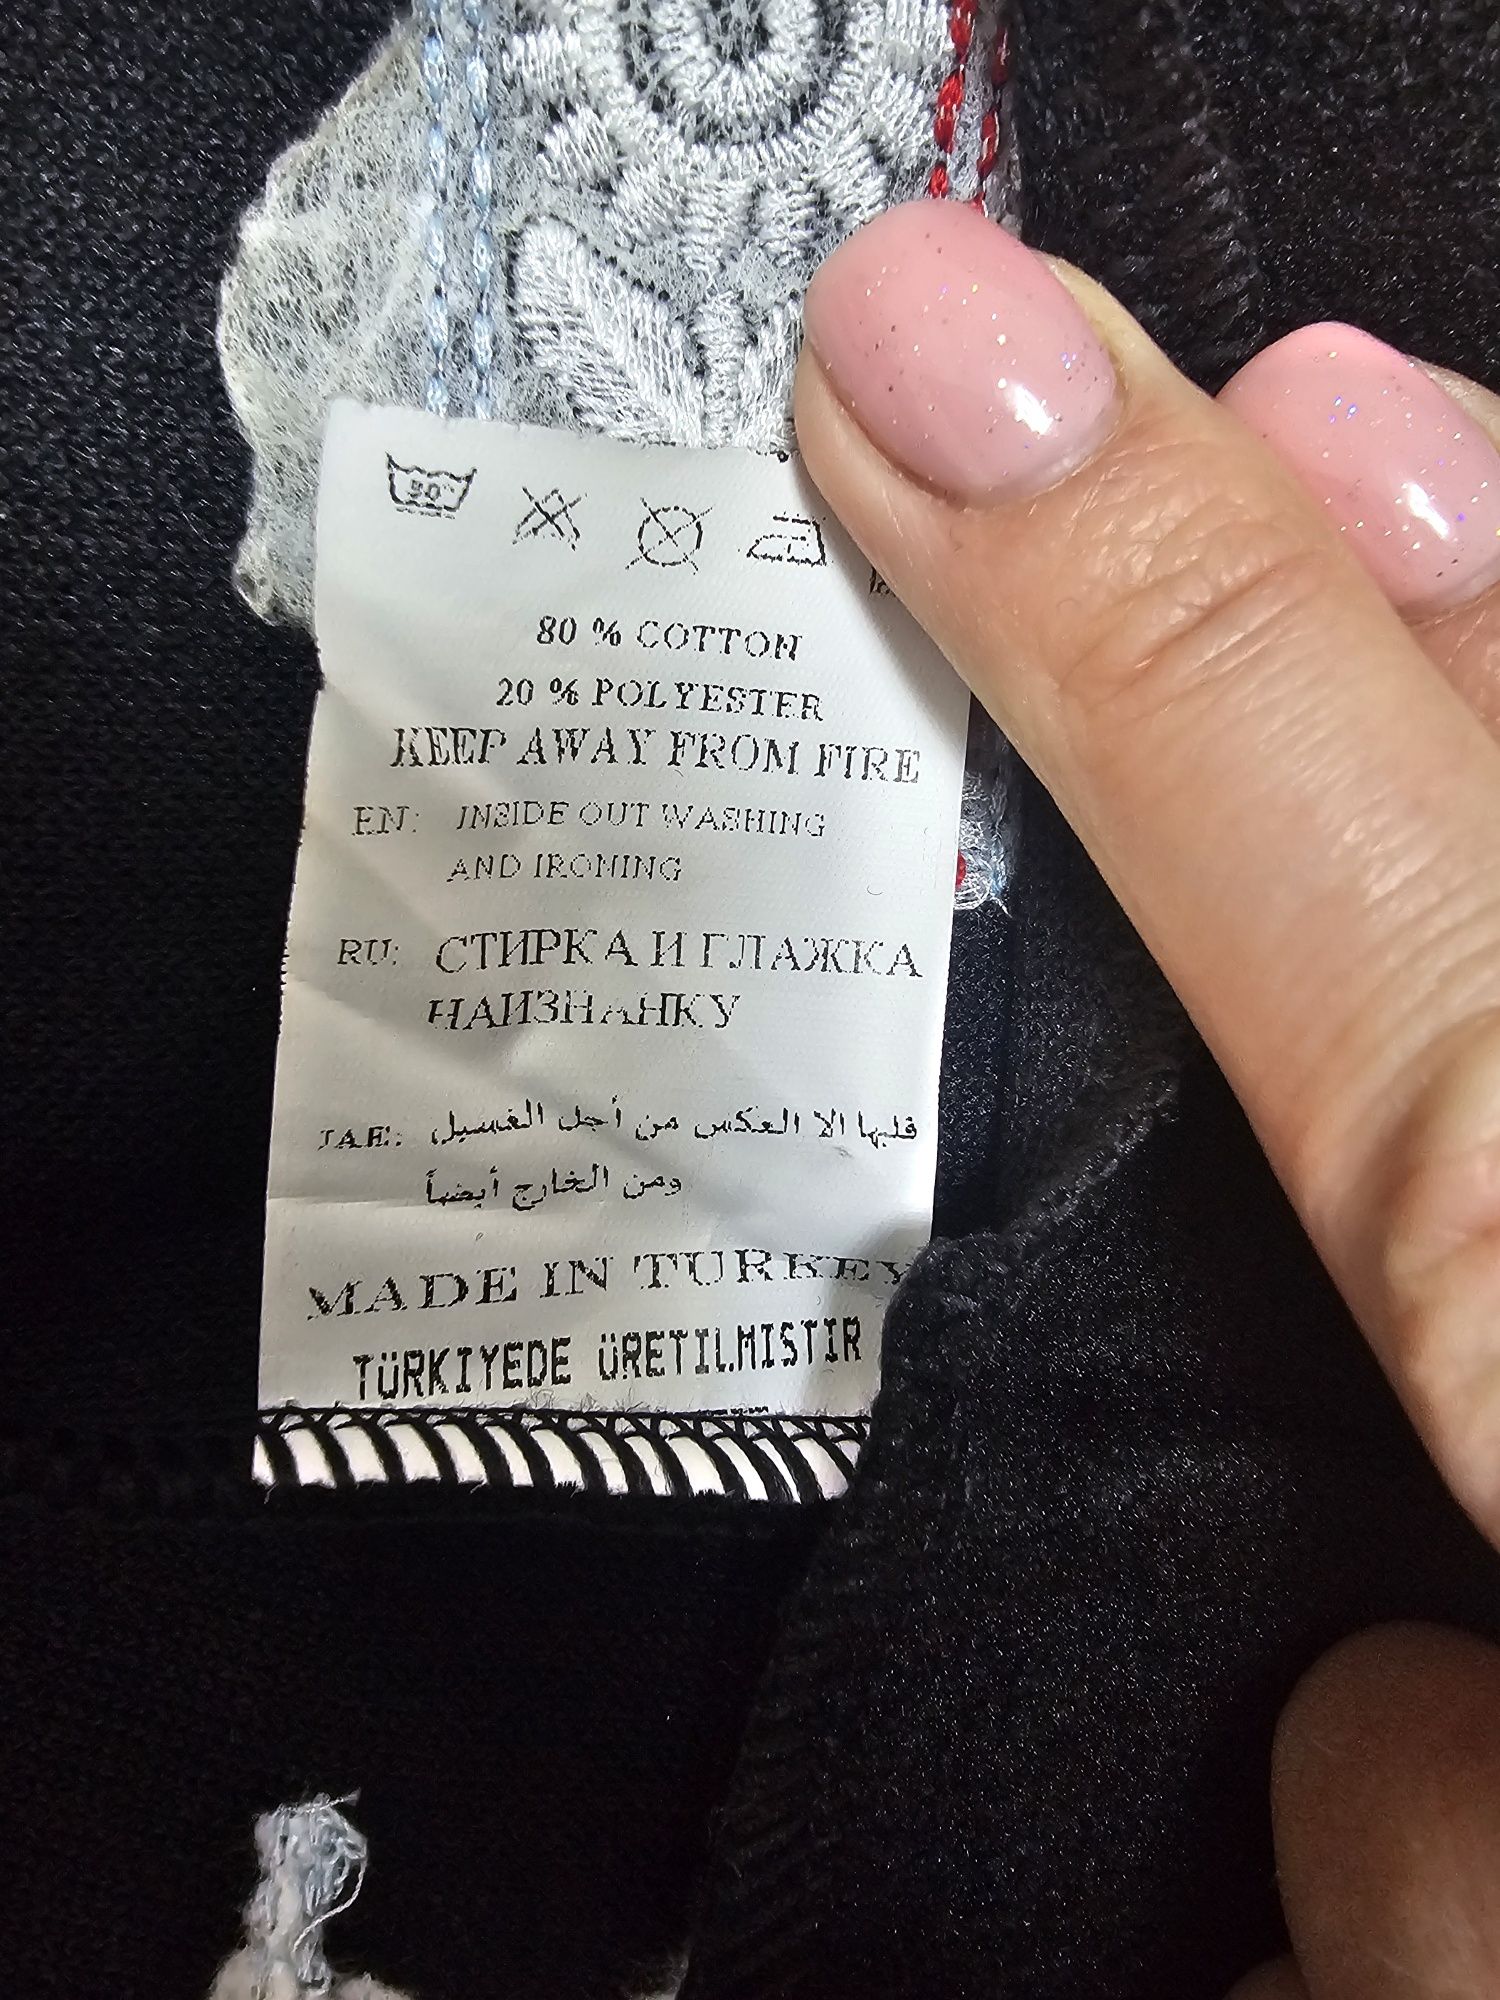 30°
80 % COTTON
20 % POLYESTER
KEEP AWAY FROM FIRE
EN: INSIDE OUT WASHING
AND IRONING
RU: СТИРКА И ГЛАЖКА
НАИЗНАНКУ
IAE: قلبها الا العكس من أجل الغسيل
ومن الخارج أيضاً
MADE IN TURKEY
TÜRKIYEDE ÜRETILMISTIR